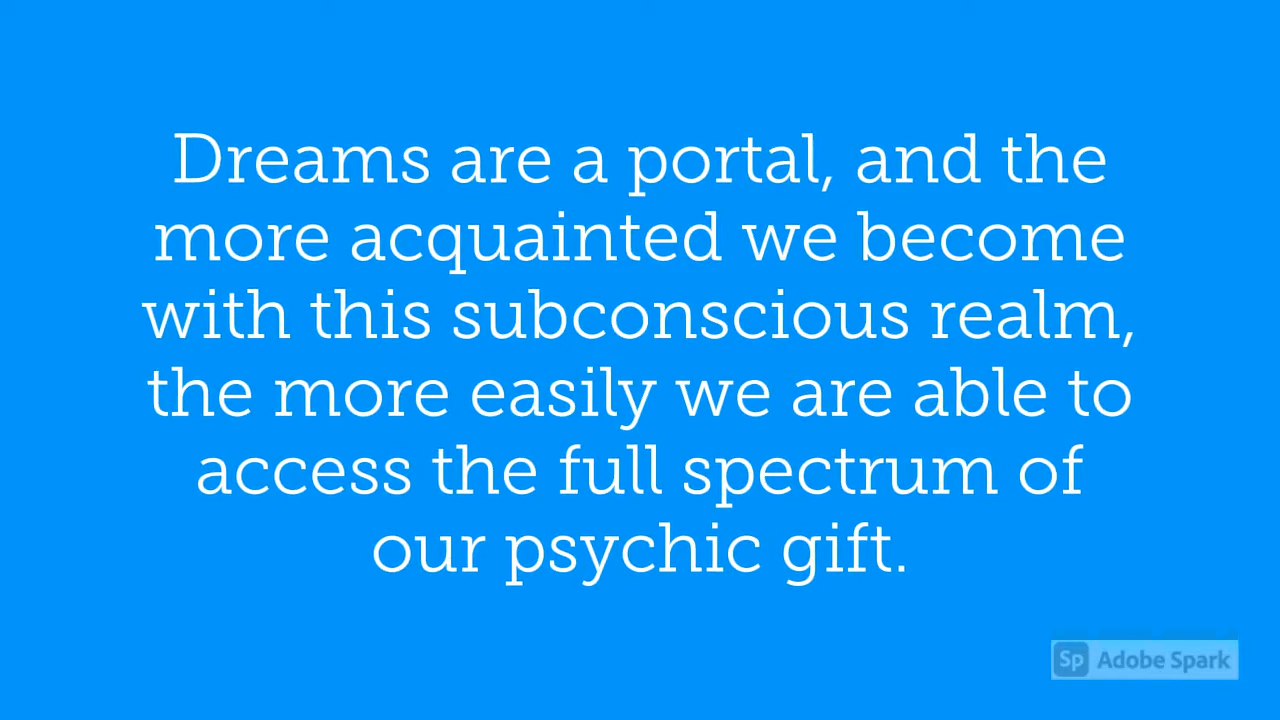 Dreams are a portal, and the
more acquainted we become
with this subconscious realm,
the more easily we are able to
access the full spectrum of
our psychic gift.
Sp Adobe Spark